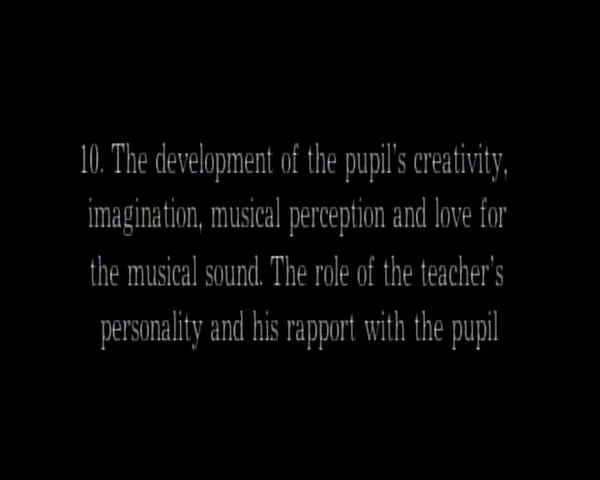 10. The development of the pupil's creativity,
imagination, musical perception and love for
the musical sound. The role of the teacher's
personality and his rapport with the pupil